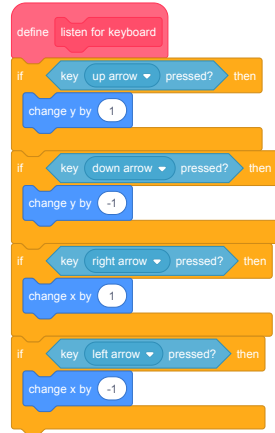 define listen for keyboard
if key up arrow pressed? then
change y by 1
if key down arrow pressed? then
change y by -1
if key right arrow pressed? then
change x by 1
if key left arrow pressed? then
change x by -1